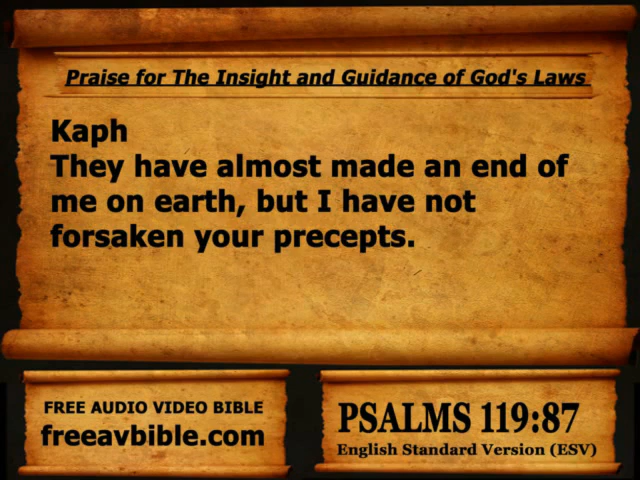 Praise for The Insight and Guidance of God's Laws
Kaph
They have almost made an end of
me on earth, but I have not
forsaken your precepts.
FREE AUDIO VIDEO BIBLE
freeavbible.com
PSALMS 119:87
English Standard Version (ESV)